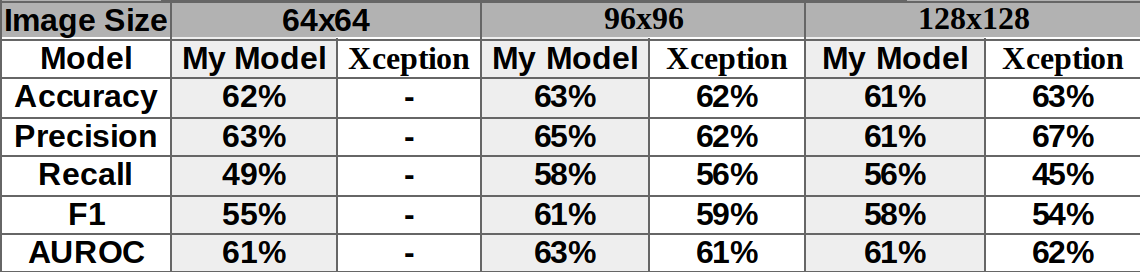 Image Size 64x64 96x96 128x128
Model My Model Xception My Model Xception My Model Xception
Accuracy 62% - 63% 62% 61% 63%
Precision 63% - 65% 62% 61% 67%
Recall 49% - 58% 56% 56% 45%
F1 55% - 61% 59% 58% 54%
AUROC 61% - 63% 61% 61% 62%